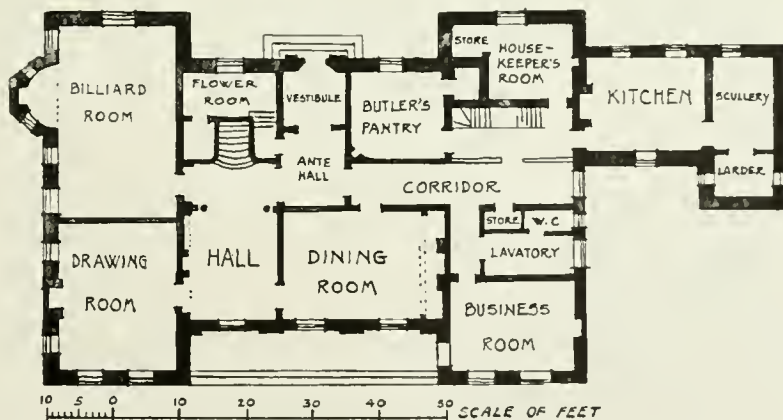 BILLIARD
ROOM
FLOWER
ROOM
VESTIBULE
BUTLER'S
PANTRY
STORE
HOUSE-
KEEPER'S
ROOM
KITCHEN
SCULLERY
LARDER
ANTE
HALL
CORRIDOR
DRAWING
ROOM
HALL
DINING
ROOM
STORE
W.C
LAVATORY
BUSINESS
ROOM
10 5 0 10 20 30 40 50 SCALE OF FEET